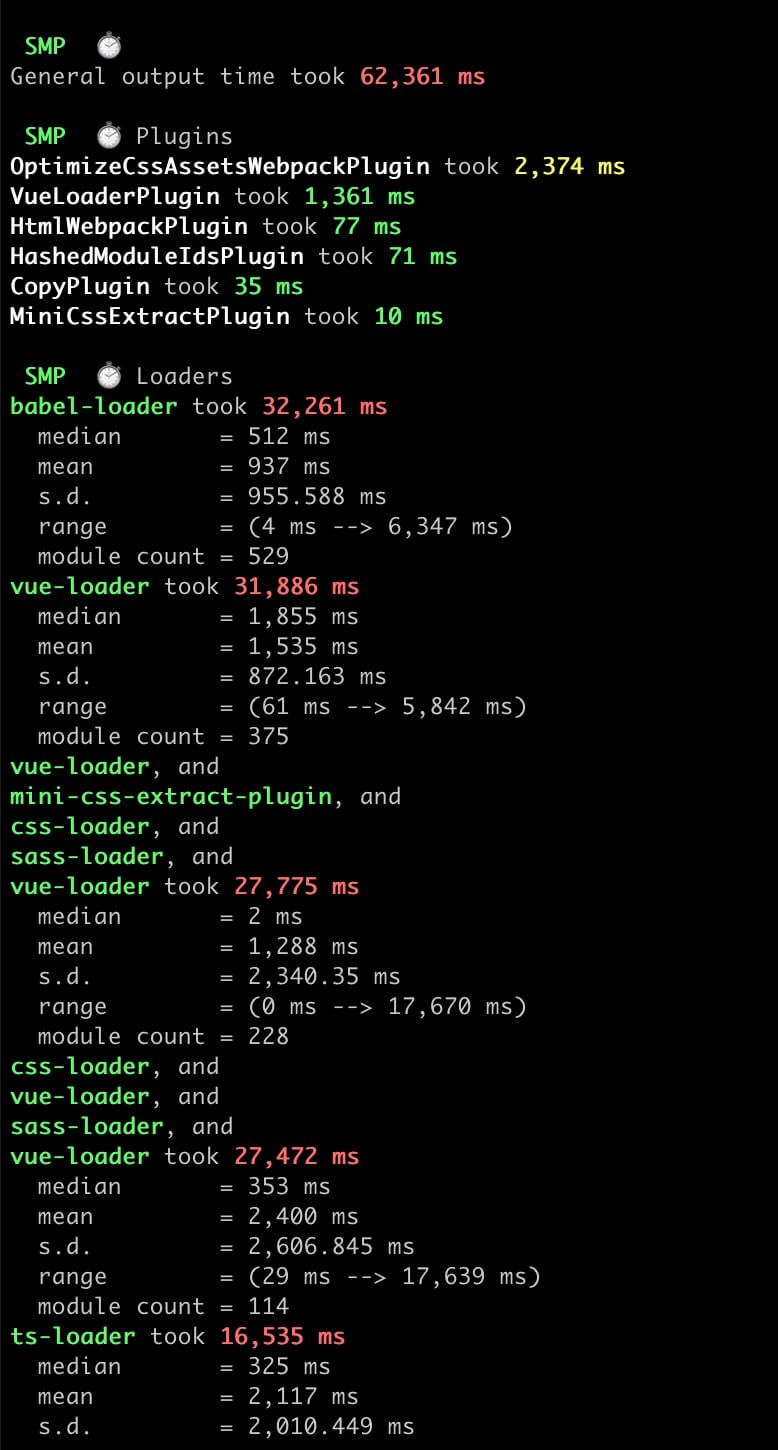 SMP ⏱
General output time took 62,361 ms
SMP ⏱ Plugins
OptimizeCssAssetsWebpackPlugin took 2,374 ms
VueLoaderPlugin took 1,361 ms
HtmlWebpackPlugin took 77 ms
HashedModuleIdsPlugin took 71 ms
CopyPlugin took 35 ms
MiniCssExtractPlugin took 10 ms
SMP ⏱ Loaders
babel-loader took 32,261 ms
median = 512 ms
mean = 937 ms
s.d. = 955.588 ms
range = (4 ms --> 6,347 ms)
module count = 529
vue-loader took 31,886 ms
median = 1,855 ms
mean = 1,535 ms
s.d. = 872.163 ms
range = (61 ms --> 5,842 ms)
module count = 375
vue-loader, and
mini-css-extract-plugin, and
css-loader, and
sass-loader, and
vue-loader took 27,775 ms
median = 2 ms
mean = 1,288 ms
s.d. = 2,340.35 ms
range = (0 ms --> 17,670 ms)
module count = 228
css-loader, and
vue-loader, and
sass-loader, and
vue-loader took 27,472 ms
median = 353 ms
mean = 2,400 ms
s.d. = 2,606.845 ms
range = (29 ms --> 17,639 ms)
module count = 114
ts-loader took 16,535 ms
median = 325 ms
mean = 2,117 ms
s.d. = 2,010.449 ms